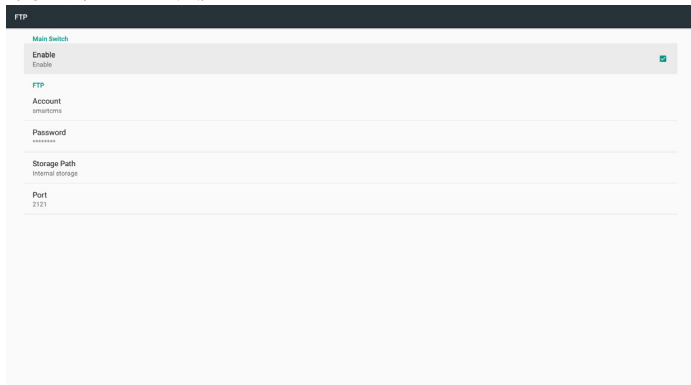 FTP
Main Switch
Enable
Enable
FTP
Account
smartcms
Password
********
Storage Path
Internal storage
Port
2121